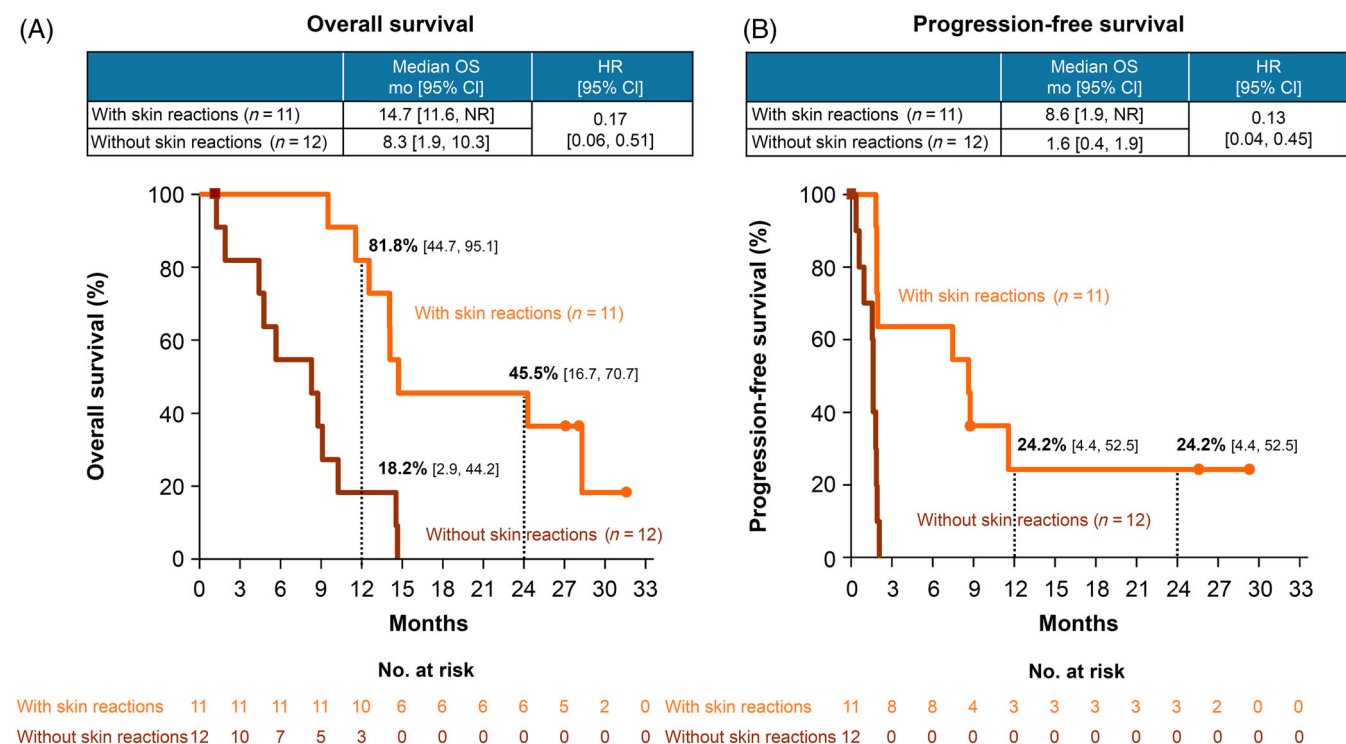 (A)
Overall survival
Median OS mo [95% CI]
HR [95% CI]
With skin reactions (n = 11)
14.7 [11.6, NR]
0.17 [0.06, 0.51]
Without skin reactions (n = 12)
8.3 [1.9, 10.3]
Overall survival (%)
100
80
60
40
20
0
81.8% [44.7, 95.1]
With skin reactions (n = 11)
45.5% [16.7, 70.7]
18.2% [2.9, 44.2]
Without skin reactions (n = 12)
0 3 6 9 12 15 18 21 24 27 30 33
Months
No. at risk
With skin reactions 11 11 11 11 10 6 6 6 6 5 2 0
Without skin reactions 12 10 7 5 3 0 0 0 0 0 0 0
(B)
Progression-free survival
Median OS mo [95% CI]
HR [95% CI]
With skin reactions (n = 11)
8.6 [1.9, NR]
0.13 [0.04, 0.45]
Without skin reactions (n = 12)
1.6 [0.4, 1.9]
Progression-free survival (%)
100
80
60
40
20
0
With skin reactions (n = 11)
24.2% [4.4, 52.5]
24.2% [4.4, 52.5]
Without skin reactions (n = 12)
0 3 6 9 12 15 18 21 24 27 30 33
Months
No. at risk
With skin reactions 11 8 8 4 3 3 3 3 3 2 0 0
Without skin reactions 12 0 0 0 0 0 0 0 0 0 0 0